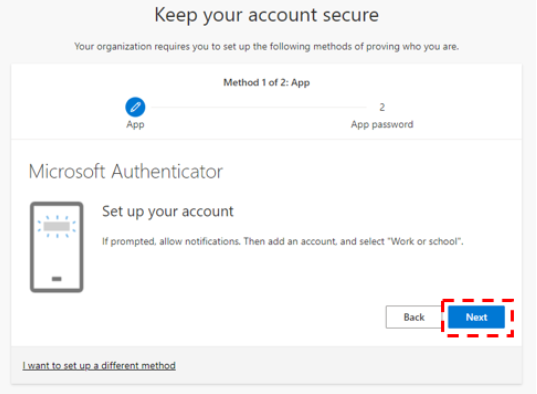 Keep your account secure
Your organization requires you to set up the following methods of proving who you are.
Method 1 of 2: App
2
App
App password
Microsoft Authenticator
Set up your account
If prompted, allow notifications. Then add an account, and select "Work or school".
Back
Next
I want to set up a different method